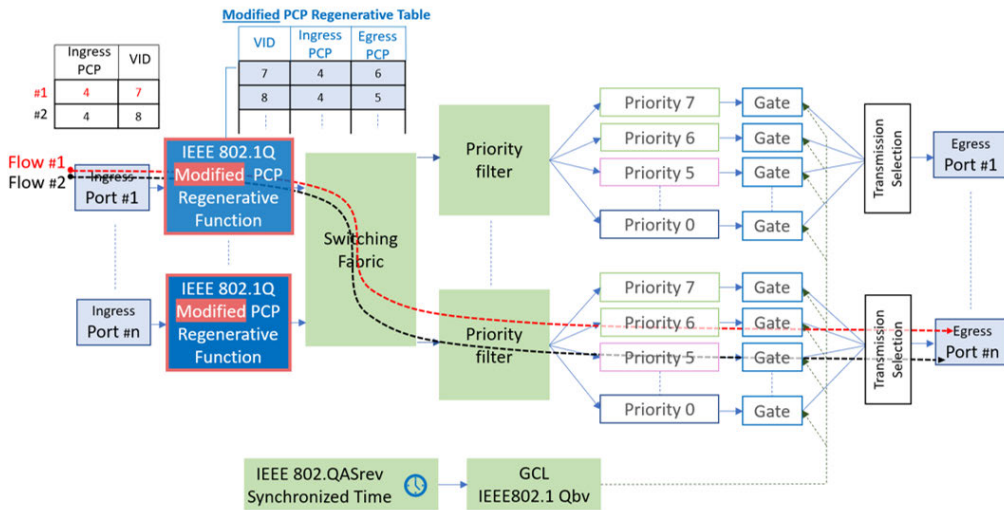 Modified PCP Regenerative Table
VID
Ingress
PCP
Egress
PCP
7
4
6
8
4
5
Ingress
PCP
VID
#1
4
7
#2
4
8
Flow #1
Flow #2
Ingress
Port #1
IEEE 802.1Q
Modified PCP
Regenerative
Function
Switching
Fabric
Priority
filter
Priority 7
Gate
Priority 6
Gate
Priority 5
Gate
Priority 0
Gate
Transmission
Selection
Egress
Port #1
Ingress
Port #n
IEEE 802.1Q
Modified PCP
Regenerative
Function
Priority
filter
Priority 7
Gate
Priority 6
Gate
Priority 5
Gate
Priority 0
Gate
Transmission
Selection
Egress
Port #n
IEEE 802.QASrev
Synchronized Time
GCL
IEEE802.1 Qbv